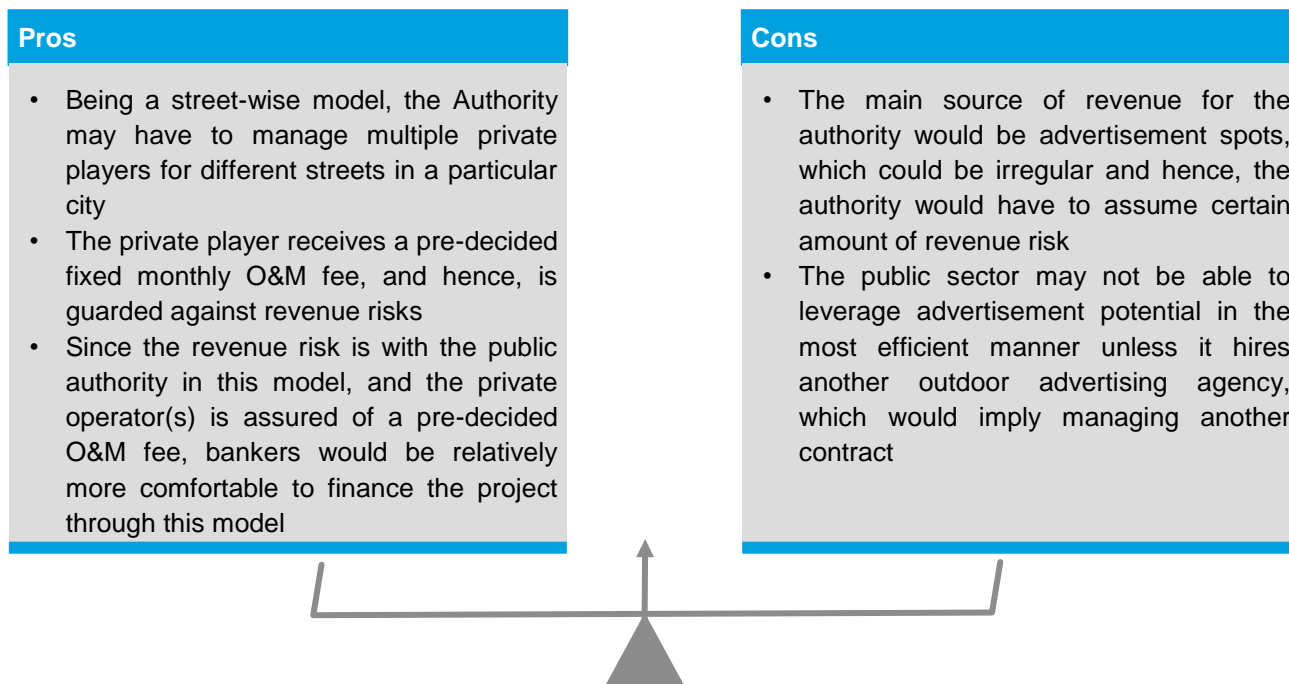 Pros
• Being a street-wise model, the Authority
may have to manage multiple private
players for different streets in a particular
city
• The private player receives a pre-decided
fixed monthly O&M fee, and hence, is
guarded against revenue risks
• Since the revenue risk is with the public
authority in this model, and the private
operator(s) is assured of a pre-decided
O&M fee, bankers would be relatively
more comfortable to finance the project
through this model
Cons
• The main source of revenue for the
authority would be advertisement spots,
which could be irregular and hence, the
authority would have to assume certain
amount of revenue risk
• The public sector may not be able to
leverage advertisement potential in the
most efficient manner unless it hires
another outdoor advertising agency,
which would imply managing another
contract